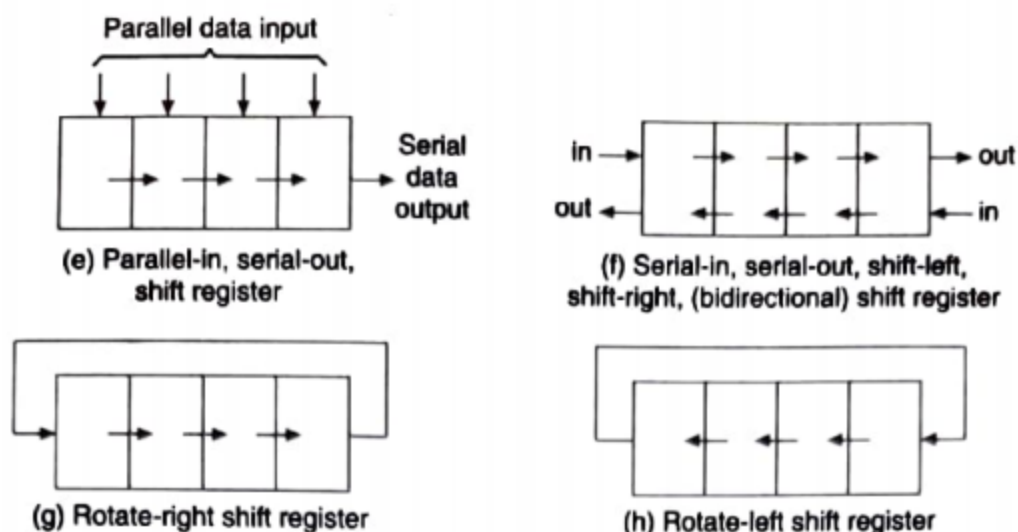 Parallel data input
Serial
data
output
(e) Parallel-in, serial-out,
shift register
in
out
out
in
(f) Serial-in, serial-out, shift-left,
shift-right, (bidirectional) shift register
(g) Rotate-right shift register
(h) Rotate-left shift register